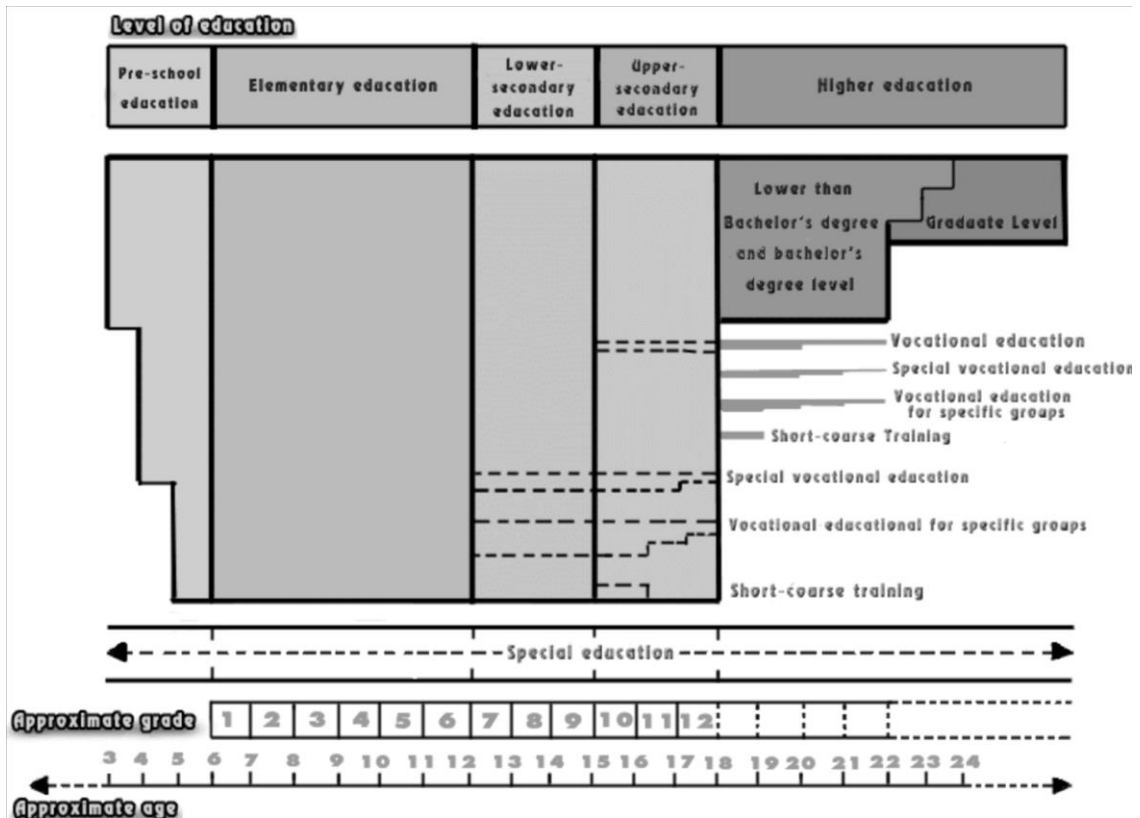 Level of education
Pre-school
education
Elementary education
Lower-
secondary
education
Upper-
secondary
education
Higher education
Lower than
Bachelor's degree
and bachelor's
degree level
Graduate Level
Vocational education
Special vocational education
Vocational education
for specific groups
Short-coarse Training
Special vocational education
Vocational educational for specific groups
Short-coarse training
Special education
Approximate grade
1 2 3 4 5 6 7 8 9 10 11 12
3 4 5 6 7 8 9 10 11 12 13 14 15 16 17 18 19 20 21 22 23 24
Approximate age